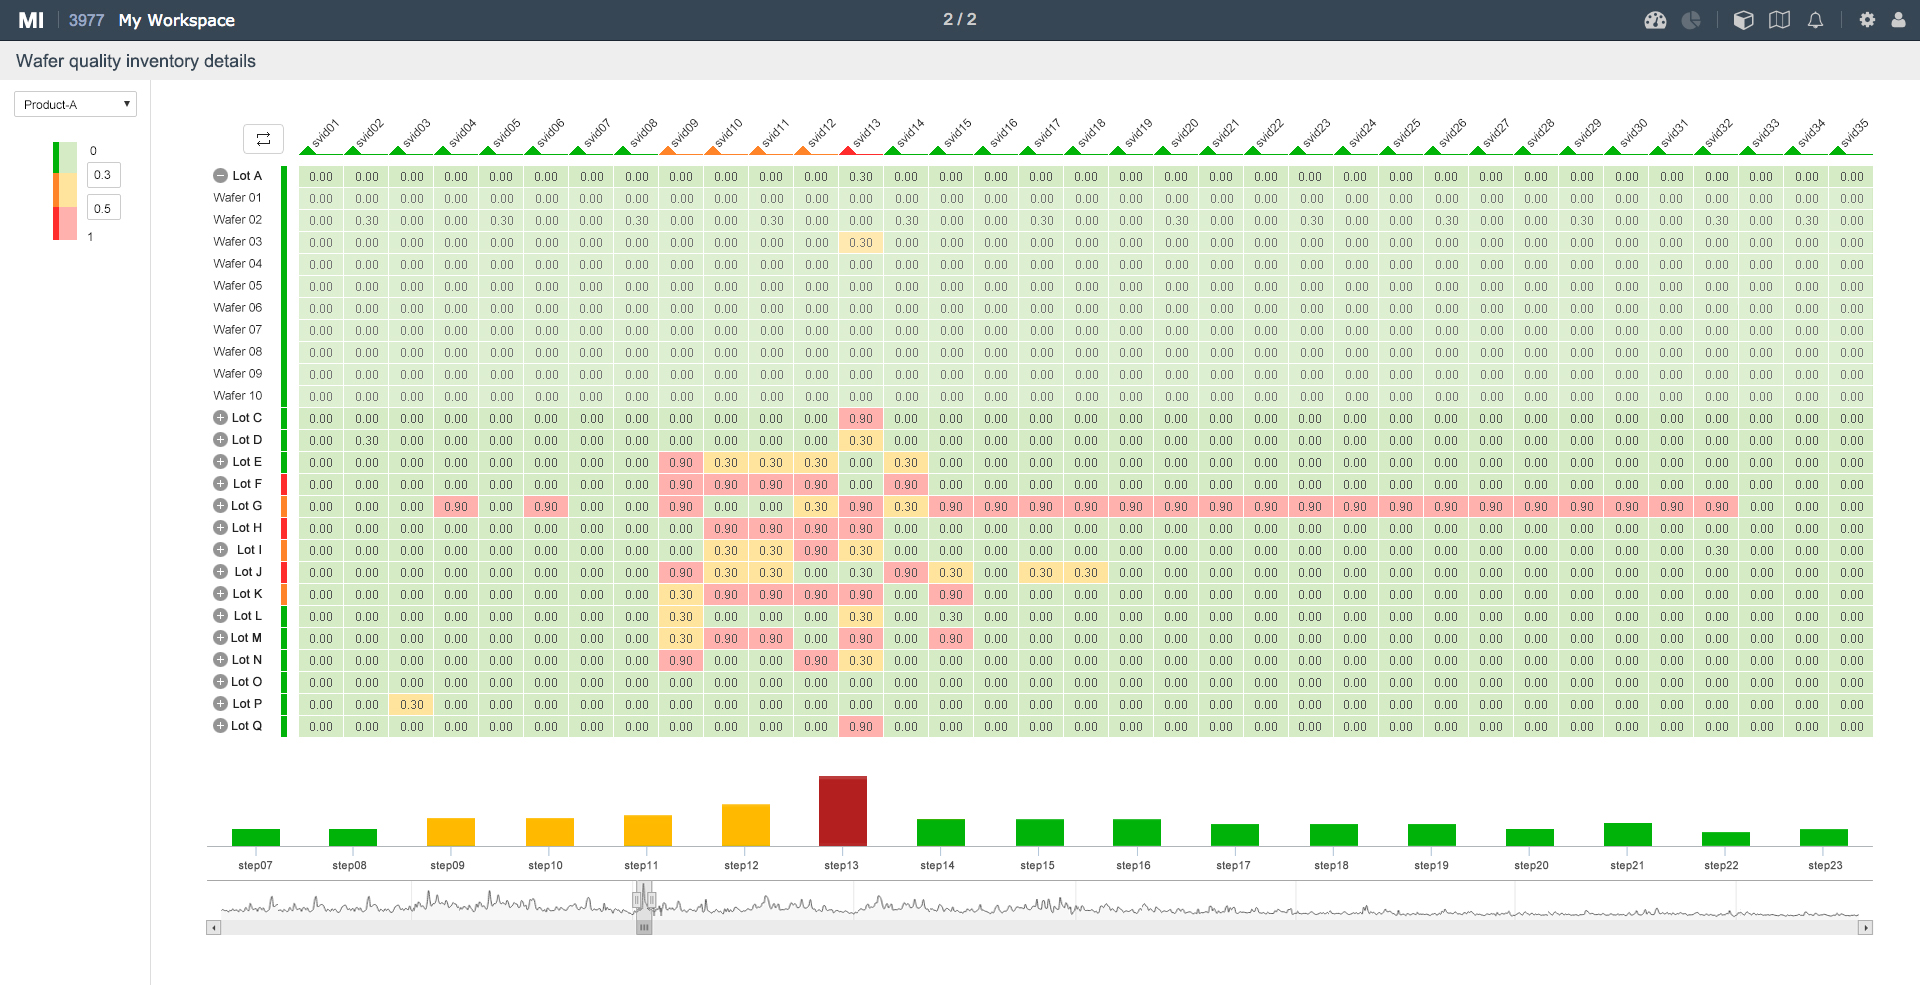 MI 3977 My Workspace 2 / 2
Wafer quality inventory details
Product-A
0
0.3
0.5
1
svid01 svid02 svid03 svid04 svid05 svid06 svid07 svid08 svid09 svid10 svid11 svid12 svid13 svid14 svid15 svid16 svid17 svid18 svid19 svid20 svid21 svid22 svid23 svid24 svid25 svid26 svid27 svid28 svid29 svid30 svid31 svid32 svid33 svid34 svid35
Lot A 0.00 0.00 0.00 0.00 0.00 0.00 0.00 0.00 0.00 0.00 0.00 0.00 0.30 0.00 0.00 0.00 0.00 0.00 0.00 0.00 0.00 0.00 0.00 0.00 0.00 0.00 0.00 0.00 0.00 0.00 0.00 0.00 0.00 0.00 0.00
Wafer 01 0.00 0.00 0.00 0.00 0.00 0.00 0.00 0.00 0.00 0.00 0.00 0.00 0.00 0.00 0.00 0.00 0.00 0.00 0.00 0.00 0.00 0.00 0.00 0.00 0.00 0.00 0.00 0.00 0.00 0.00 0.00 0.00 0.00 0.00 0.00
Wafer 02 0.00 0.30 0.00 0.00 0.30 0.00 0.00 0.30 0.00 0.00 0.30 0.00 0.00 0.30 0.00 0.00 0.30 0.00 0.00 0.30 0.00 0.00 0.30 0.00 0.00 0.30 0.00 0.00 0.30 0.00 0.00 0.30 0.00 0.30 0.00
Wafer 03 0.00 0.00 0.00 0.00 0.00 0.00 0.00 0.00 0.00 0.00 0.00 0.00 0.30 0.00 0.00 0.00 0.00 0.00 0.00 0.00 0.00 0.00 0.00 0.00 0.00 0.00 0.00 0.00 0.00 0.00 0.00 0.00 0.00 0.00 0.00
Wafer 04 0.00 0.00 0.00 0.00 0.00 0.00 0.00 0.00 0.00 0.00 0.00 0.00 0.00 0.00 0.00 0.00 0.00 0.00 0.00 0.00 0.00 0.00 0.00 0.00 0.00 0.00 0.00 0.00 0.00 0.00 0.00 0.00 0.00 0.00 0.00
Wafer 05 0.00 0.00 0.00 0.00 0.00 0.00 0.00 0.00 0.00 0.00 0.00 0.00 0.00 0.00 0.00 0.00 0.00 0.00 0.00 0.00 0.00 0.00 0.00 0.00 0.00 0.00 0.00 0.00 0.00 0.00 0.00 0.00 0.00 0.00 0.00
Wafer 06 0.00 0.00 0.00 0.00 0.00 0.00 0.00 0.00 0.00 0.00 0.00 0.00 0.00 0.00 0.00 0.00 0.00 0.00 0.00 0.00 0.00 0.00 0.00 0.00 0.00 0.00 0.00 0.00 0.00 0.00 0.00 0.00 0.00 0.00 0.00
Wafer 07 0.00 0.00 0.00 0.00 0.00 0.00 0.00 0.00 0.00 0.00 0.00 0.00 0.00 0.00 0.00 0.00 0.00 0.00 0.00 0.00 0.00 0.00 0.00 0.00 0.00 0.00 0.00 0.00 0.00 0.00 0.00 0.00 0.00 0.00 0.00
Wafer 08 0.00 0.00 0.00 0.00 0.00 0.00 0.00 0.00 0.00 0.00 0.00 0.00 0.00 0.00 0.00 0.00 0.00 0.00 0.00 0.00 0.00 0.00 0.00 0.00 0.00 0.00 0.00 0.00 0.00 0.00 0.00 0.00 0.00 0.00 0.00
Wafer 09 0.00 0.00 0.00 0.00 0.00 0.00 0.00 0.00 0.00 0.00 0.00 0.00 0.00 0.00 0.00 0.00 0.00 0.00 0.00 0.00 0.00 0.00 0.00 0.00 0.00 0.00 0.00 0.00 0.00 0.00 0.00 0.00 0.00 0.00 0.00
Wafer 10 0.00 0.00 0.00 0.00 0.00 0.00 0.00 0.00 0.00 0.00 0.00 0.00 0.00 0.00 0.00 0.00 0.00 0.00 0.00 0.00 0.00 0.00 0.00 0.00 0.00 0.00 0.00 0.00 0.00 0.00 0.00 0.00 0.00 0.00 0.00
Lot C 0.00 0.00 0.00 0.00 0.00 0.00 0.00 0.00 0.00 0.00 0.00 0.00 0.90 0.00 0.00 0.00 0.00 0.00 0.00 0.00 0.00 0.00 0.00 0.00 0.00 0.00 0.00 0.00 0.00 0.00 0.00 0.00 0.00 0.00 0.00
Lot D 0.00 0.30 0.00 0.00 0.00 0.00 0.00 0.00 0.00 0.00 0.00 0.00 0.30 0.00 0.00 0.00 0.00 0.00 0.00 0.00 0.00 0.00 0.00 0.00 0.00 0.00 0.00 0.00 0.00 0.00 0.00 0.00 0.00 0.00 0.00
Lot E 0.00 0.00 0.00 0.00 0.00 0.00 0.00 0.00 0.90 0.30 0.30 0.30 0.00 0.30 0.00 0.00 0.00 0.00 0.00 0.00 0.00 0.00 0.00 0.00 0.00 0.00 0.00 0.00 0.00 0.00 0.00 0.00 0.00 0.00 0.00
Lot F 0.00 0.00 0.00 0.00 0.00 0.00 0.00 0.00 0.90 0.90 0.90 0.90 0.00 0.90 0.00 0.00 0.00 0.00 0.00 0.00 0.00 0.00 0.00 0.00 0.00 0.00 0.00 0.00 0.00 0.00 0.00 0.00 0.00 0.00 0.00
Lot G 0.00 0.00 0.00 0.90 0.00 0.90 0.00 0.00 0.90 0.00 0.00 0.30 0.90 0.30 0.90 0.90 0.90 0.90 0.90 0.90 0.90 0.90 0.90 0.90 0.90 0.90 0.90 0.90 0.90 0.90 0.90 0.90 0.00 0.00 0.00
Lot H 0.00 0.00 0.00 0.00 0.00 0.00 0.00 0.00 0.00 0.90 0.90 0.90 0.90 0.00 0.00 0.00 0.00 0.00 0.00 0.00 0.00 0.00 0.00 0.00 0.00 0.00 0.00 0.00 0.00 0.00 0.00 0.00 0.00 0.00 0.00
Lot I 0.00 0.00 0.00 0.00 0.00 0.00 0.00 0.00 0.00 0.30 0.30 0.90 0.30 0.00 0.00 0.00 0.00 0.00 0.00 0.00 0.00 0.00 0.00 0.00 0.00 0.00 0.00 0.00 0.00 0.00 0.00 0.30 0.00 0.00 0.00
Lot J 0.00 0.00 0.00 0.00 0.00 0.00 0.00 0.00 0.90 0.30 0.30 0.00 0.30 0.90 0.30 0.00 0.30 0.30 0.00 0.00 0.00 0.00 0.00 0.00 0.00 0.00 0.00 0.00 0.00 0.00 0.00 0.00 0.00 0.00 0.00
Lot K 0.00 0.00 0.00 0.00 0.00 0.00 0.00 0.00 0.30 0.90 0.90 0.90 0.90 0.00 0.90 0.00 0.00 0.00 0.00 0.00 0.00 0.00 0.00 0.00 0.00 0.00 0.00 0.00 0.00 0.00 0.00 0.00 0.00 0.00 0.00
Lot L 0.00 0.00 0.00 0.00 0.00 0.00 0.00 0.00 0.30 0.00 0.00 0.00 0.30 0.00 0.30 0.00 0.00 0.00 0.00 0.00 0.00 0.00 0.00 0.00 0.00 0.00 0.00 0.00 0.00 0.00 0.00 0.00 0.00 0.00 0.00
Lot M 0.00 0.00 0.00 0.00 0.00 0.00 0.00 0.00 0.30 0.90 0.90 0.00 0.90 0.00 0.90 0.00 0.00 0.00 0.00 0.00 0.00 0.00 0.00 0.00 0.00 0.00 0.00 0.00 0.00 0.00 0.00 0.00 0.00 0.00 0.00
Lot N 0.00 0.00 0.00 0.00 0.00 0.00 0.00 0.00 0.90 0.00 0.00 0.90 0.30 0.00 0.00 0.00 0.00 0.00 0.00 0.00 0.00 0.00 0.00 0.00 0.00 0.00 0.00 0.00 0.00 0.00 0.00 0.00 0.00 0.00 0.00
Lot O 0.00 0.00 0.00 0.00 0.00 0.00 0.00 0.00 0.00 0.00 0.00 0.00 0.00 0.00 0.00 0.00 0.00 0.00 0.00 0.00 0.00 0.00 0.00 0.00 0.00 0.00 0.00 0.00 0.00 0.00 0.00 0.00 0.00 0.00 0.00
Lot P 0.00 0.00 0.30 0.00 0.00 0.00 0.00 0.00 0.00 0.00 0.00 0.00 0.00 0.00 0.00 0.00 0.00 0.00 0.00 0.00 0.00 0.00 0.00 0.00 0.00 0.00 0.00 0.00 0.00 0.00 0.00 0.00 0.00 0.00 0.00
Lot Q 0.00 0.00 0.00 0.00 0.00 0.00 0.00 0.00 0.00 0.00 0.00 0.00 0.90 0.00 0.00 0.00 0.00 0.00 0.00 0.00 0.00 0.00 0.00 0.00 0.00 0.00 0.00 0.00 0.00 0.00 0.00 0.00 0.00 0.00 0.00
step07 step08 step09 step10 step11 step12 step13 step14 step15 step16 step17 step18 step19 step20 step21 step22 step23